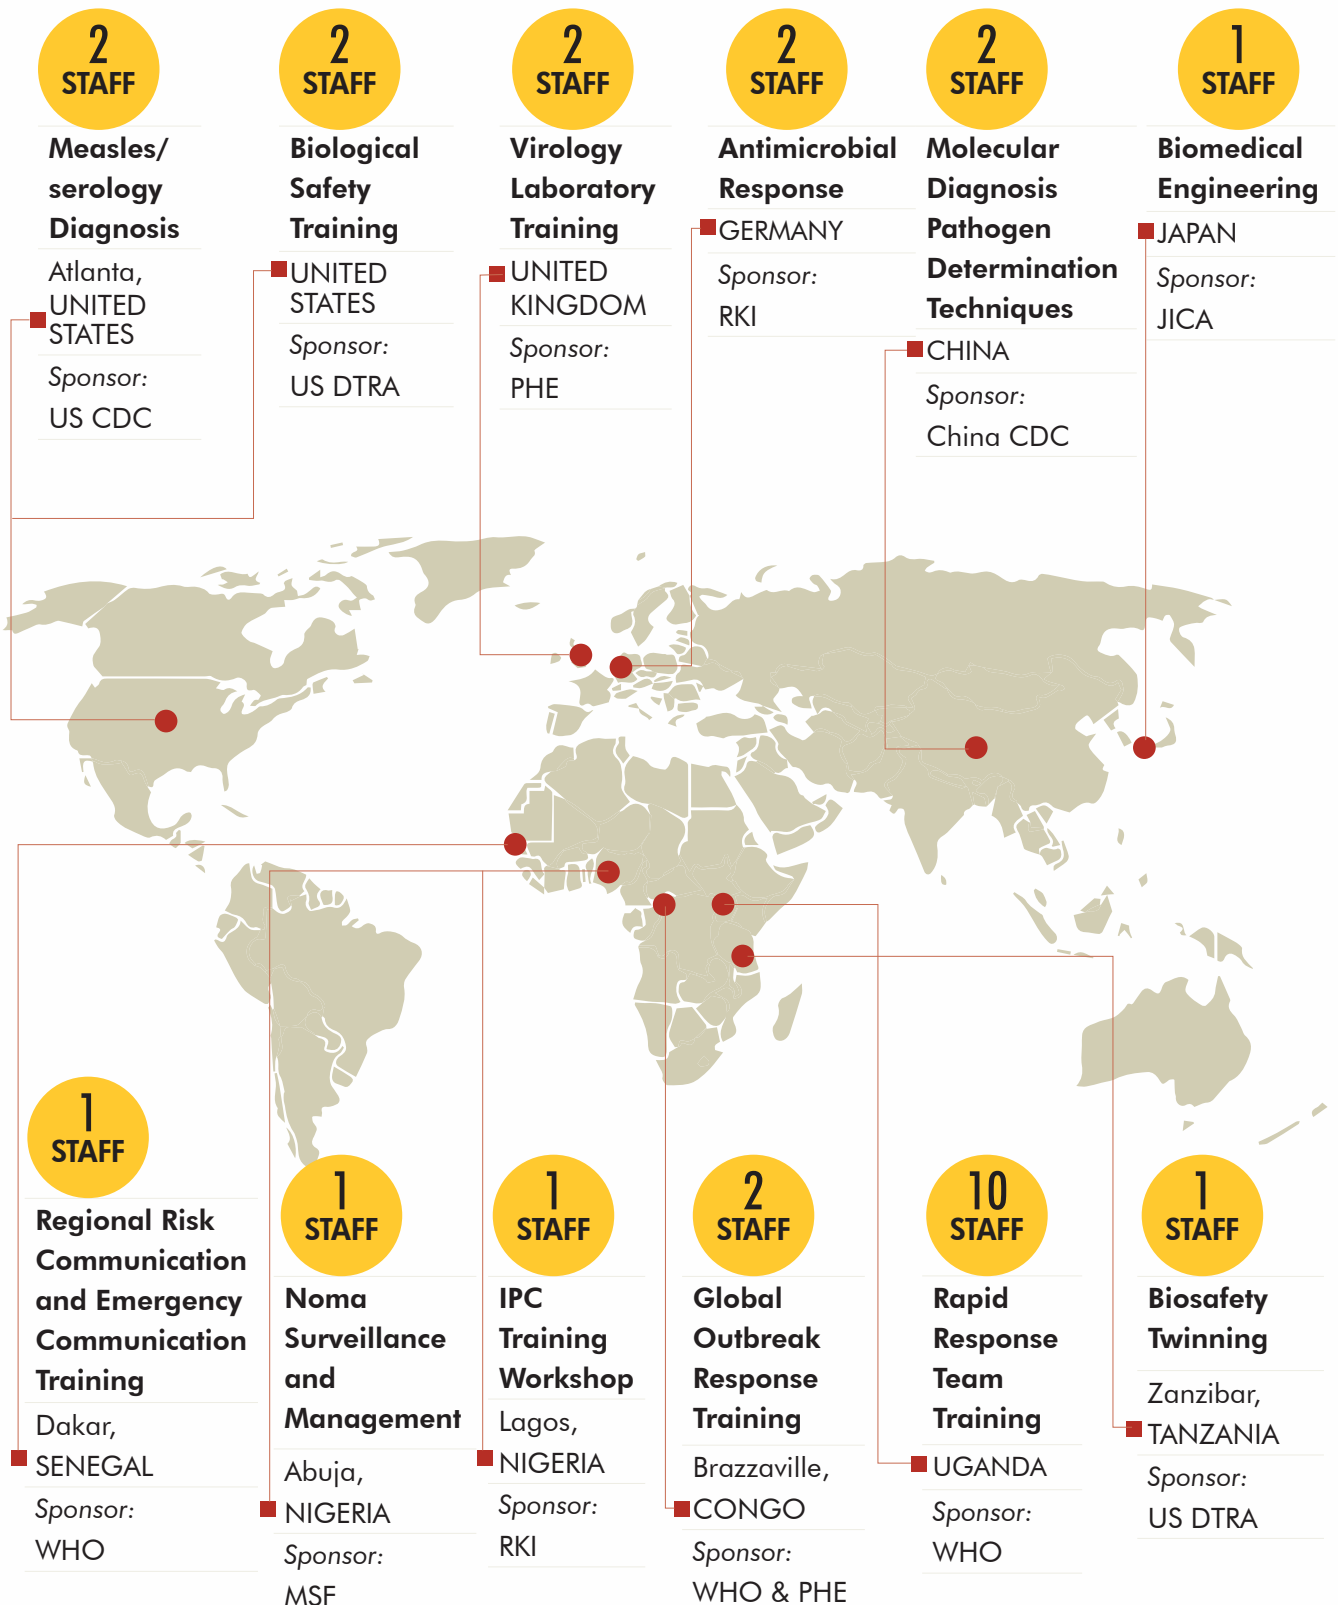 2
STAFF
Measles/
serology
Diagnosis
Atlanta,
UNITED
STATES
Sponsor:
US CDC
2
STAFF
Biological
Safety
Training
UNITED
STATES
Sponsor:
US DTRA
2
STAFF
Virology
Laboratory
Training
UNITED
KINGDOM
Sponsor:
PHE
2
STAFF
Antimicrobial
Response
GERMANY
Sponsor:
RKI
2
STAFF
Molecular
Diagnosis
Pathogen
Determination
Techniques
CHINA
Sponsor:
China CDC
1
STAFF
Biomedical
Engineering
JAPAN
Sponsor:
JICA
1
STAFF
Regional Risk
Communication
and Emergency
Communication
Training
Dakar,
SENEGAL
Sponsor:
WHO
1
STAFF
Noma
Surveillance
and
Management
Abuja,
NIGERIA
Sponsor:
MSF
1
STAFF
IPC
Training
Workshop
Lagos,
NIGERIA
Sponsor:
RKI
2
STAFF
Global
Outbreak
Response
Training
Brazzaville,
CONGO
Sponsor:
WHO & PHE
10
STAFF
Rapid
Response
Team
Training
UGANDA
Sponsor:
WHO
1
STAFF
Biosafety
Twinning
Zanzibar,
TANZANIA
Sponsor:
US DTRA